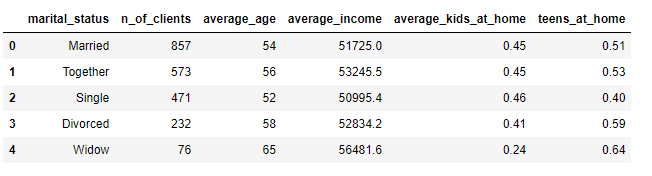 marital_status n_of_clients average_age average_income average_kids_at_home teens_at_home
0 Married 857 54 51725.0 0.45 0.51
1 Together 573 56 53245.5 0.45 0.53
2 Single 471 52 50995.4 0.46 0.40
3 Divorced 232 58 52834.2 0.41 0.59
4 Widow 76 65 56481.6 0.24 0.64